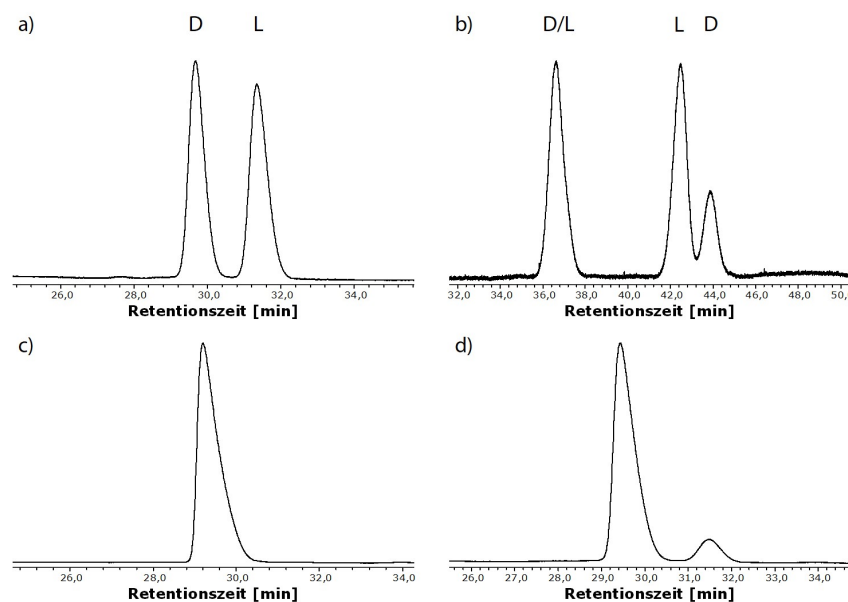 a) D L
26,0 28,0 30,0 32,0 34,0
Retentionszeit [min]
b) D/L L D
32,0 34,0 36,0 38,0 40,0 42,0 44,0 46,0 48,0 50,
Retentionszeit [min]
c)
26,0 28,0 30,0 32,0 34,0
Retentionszeit [min]
d)
26,0 27,0 28,0 29,0 30,0 31,0 32,0 33,0 34,0
Retentionszeit [min]